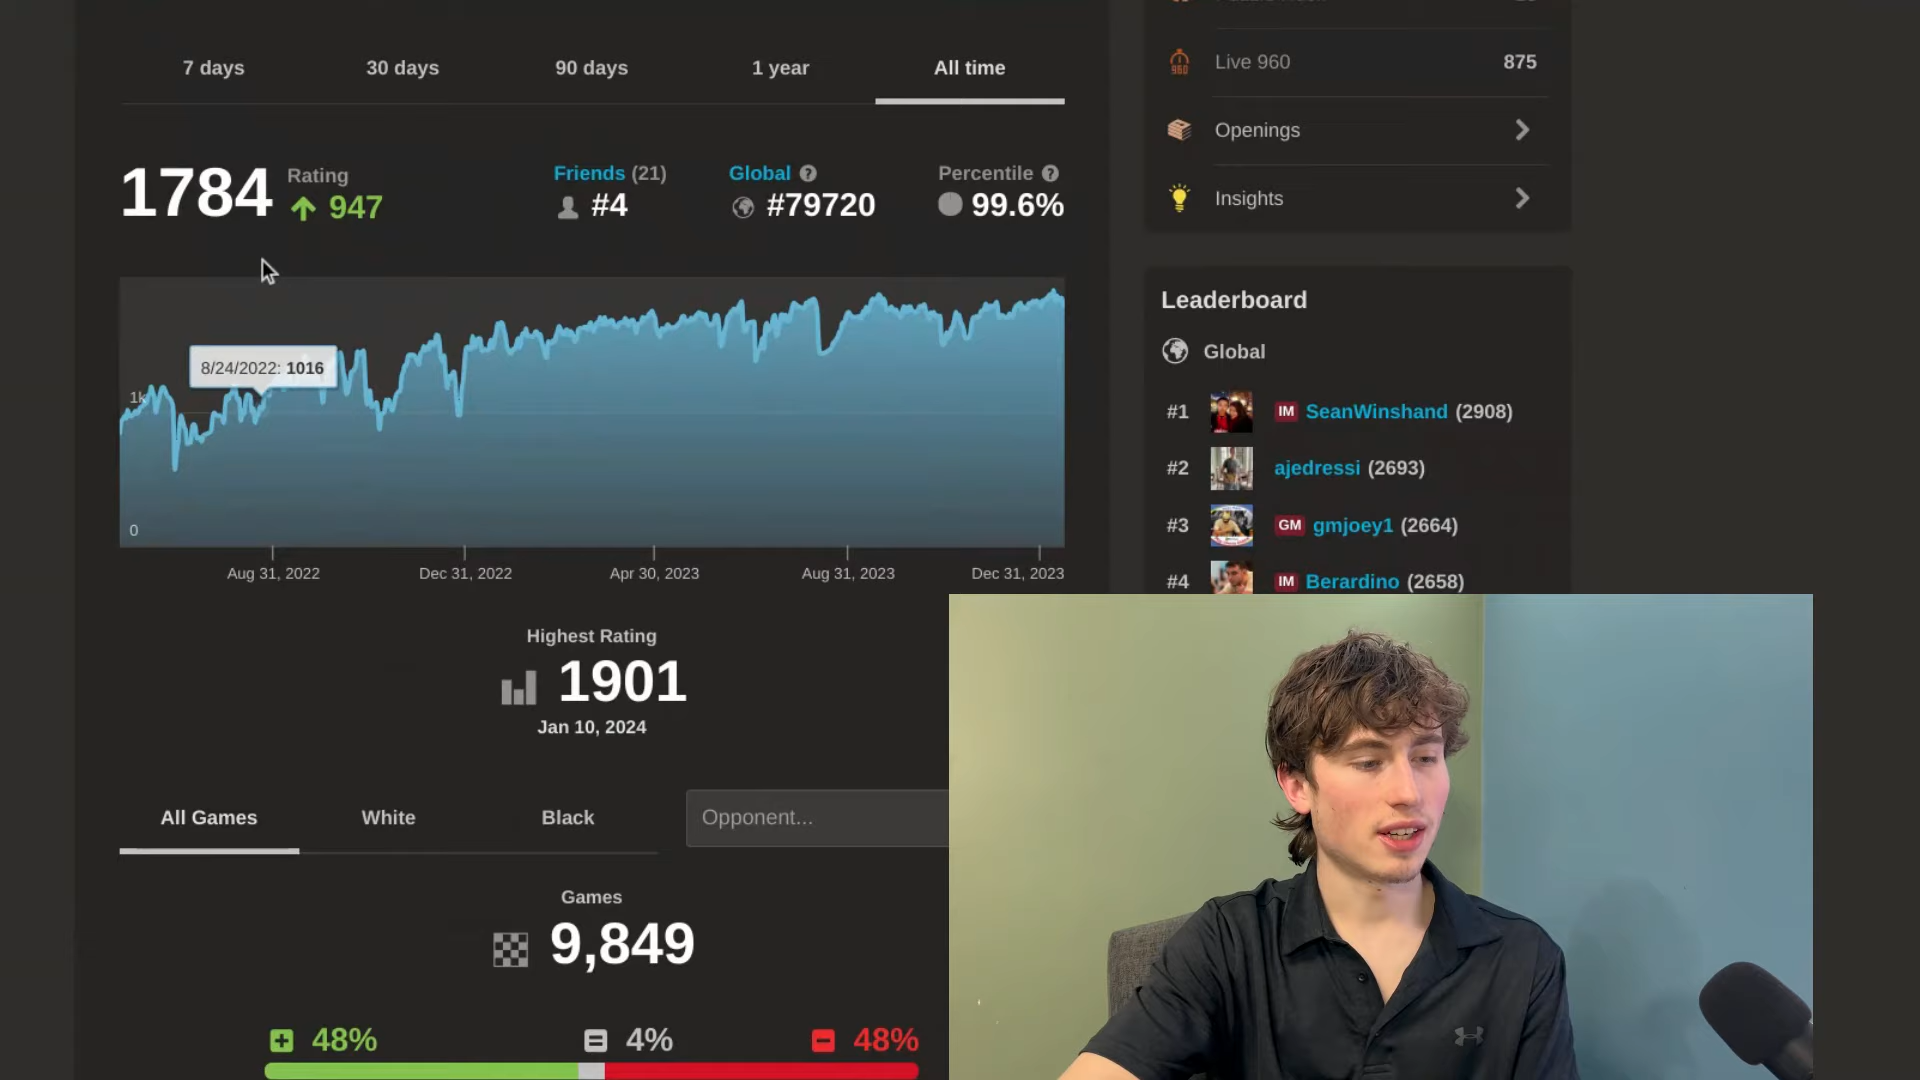 7 days 30 days 90 days 1 year All time
1784 Rating 947
Friends (21) #4
Global #79720
Percentile 99.6%
8/24/2022: 1016
0
Aug 31, 2022 Dec 31, 2022 Apr 30, 2023 Aug 31, 2023 Dec 31, 2023
Highest Rating
1901
Jan 10, 2024
All Games White Black Opponent...
Games
9,849
48% 4% 48%
Live 960 875
Openings
Insights
Leaderboard
Global
#1 IM SeanWinshand (2908)
#2 ajedressi (2693)
#3 GM gmjoey1 (2664)
#4 IM Berardino (2658)